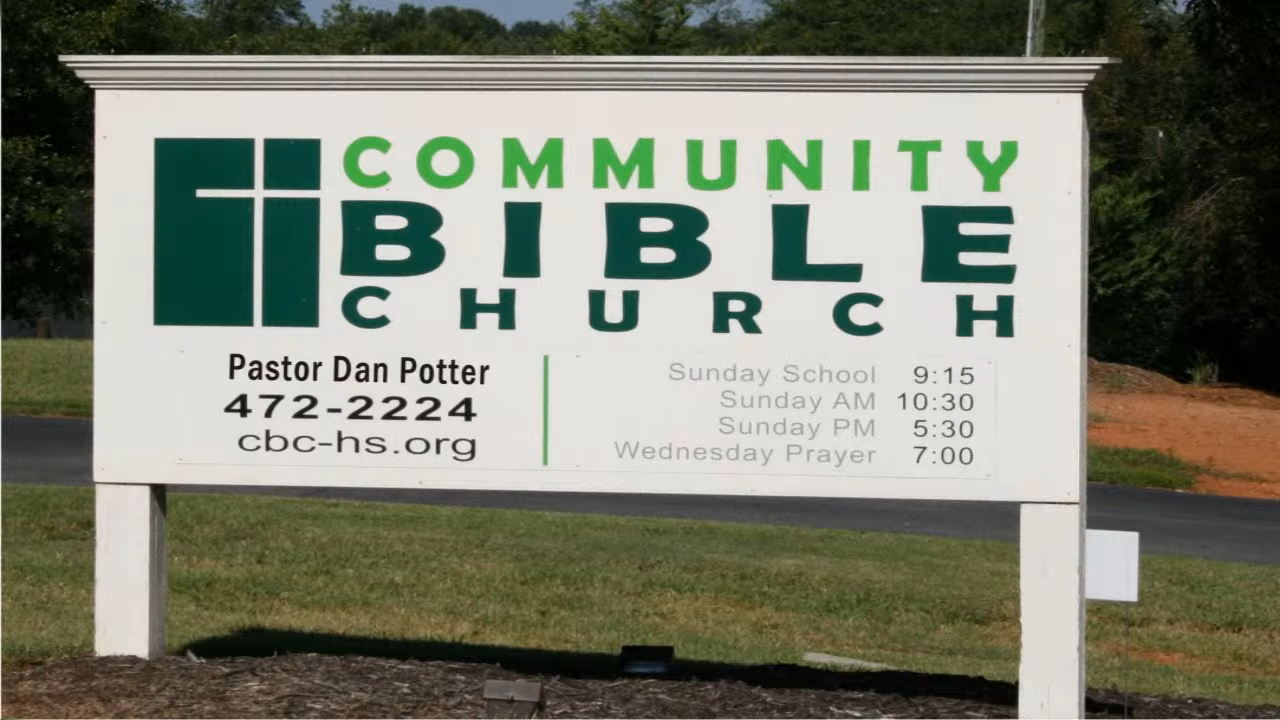 COMMUNITY
BIBLE
CHURCH
Pastor Dan Potter
472-2224
cbc-hs.org
Sunday School 9:15
Sunday AM 10:30
Sunday PM 5:30
Wednesday Prayer 7:00